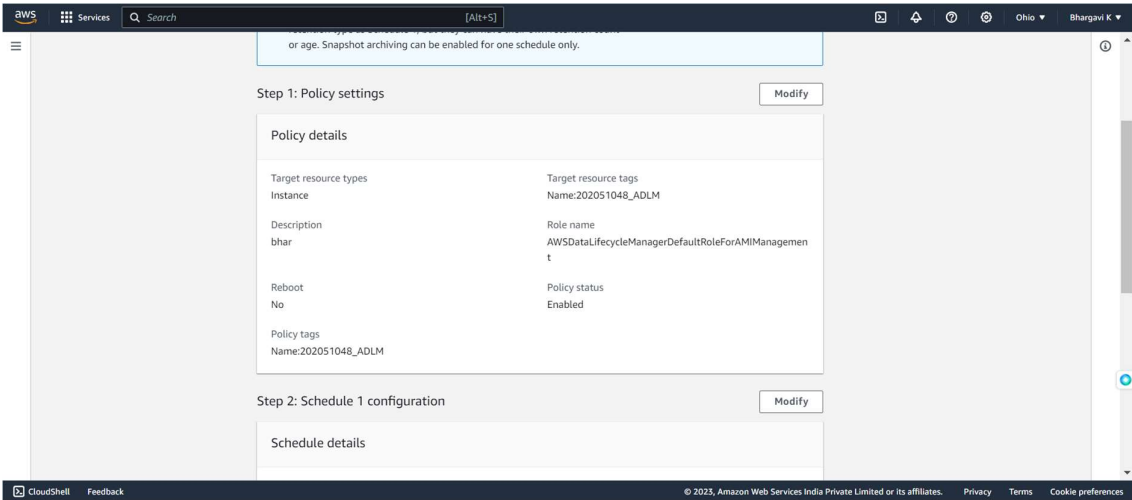 aws Services Search [Alt+S] Ohio ▼ Bhargavi K ▼
or age. Snapshot archiving can be enabled for one schedule only.
Step 1: Policy settings Modify
Policy details
Target resource types Target resource tags
Instance Name:202051048_ADLM
Description Role name
bhar AWSDataLifecycleManagerDefaultRoleForAMIManagemen
t
Reboot Policy status
No Enabled
Policy tags
Name:202051048_ADLM
Step 2: Schedule 1 configuration Modify
Schedule details
CloudShell Feedback © 2023, Amazon Web Services India Private Limited or its affiliates. Privacy Terms Cookie preferences